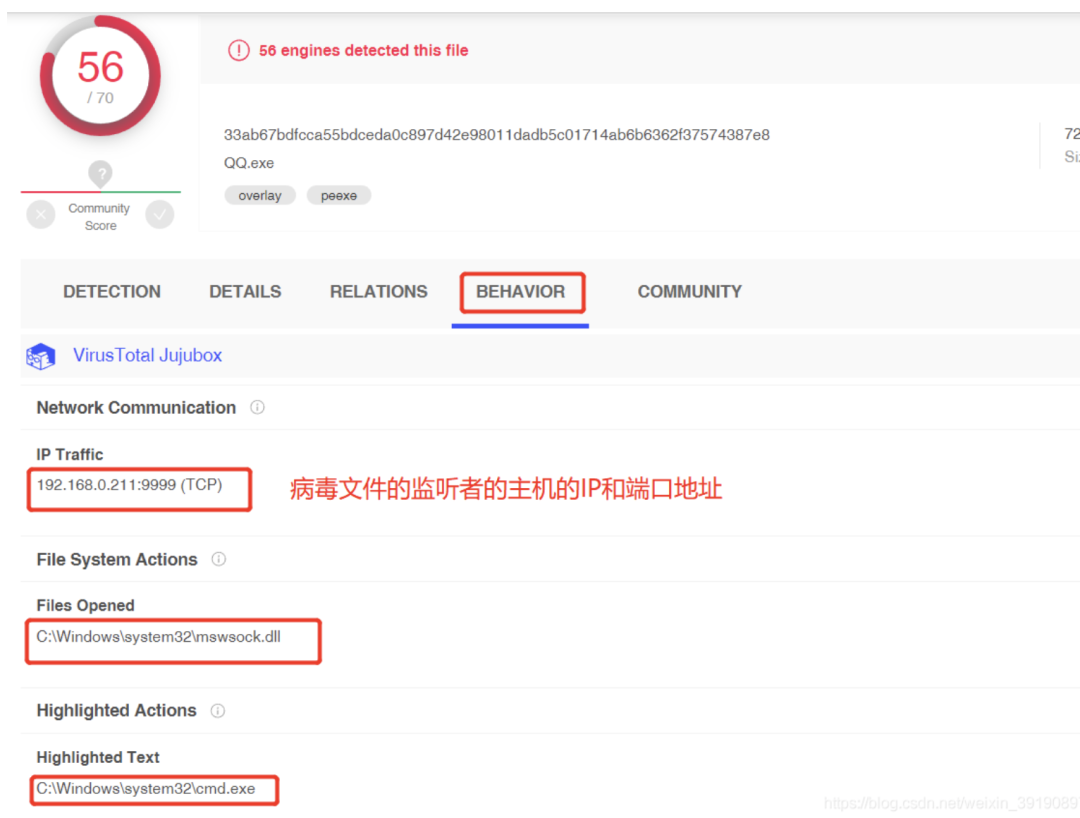 56
/ 70
56 engines detected this file
33ab67bdfcca55bdceda0c897d42e98011dadb5c01714ab6b6362f37574387e8
QQ.exe
overlay peexe
72
Siz
?
Community
Score
DETECTION DETAILS RELATIONS BEHAVIOR COMMUNITY
VirusTotal Jujubox
Network Communication
IP Traffic
192.168.0.211:9999 (TCP)
病毒文件的监听者的主机的IP和端口地址
File System Actions
Files Opened
C:\Windows\system32\mswsock.dll
Highlighted Actions
Highlighted Text
C:\Windows\system32\cmd.exe
https://blog.csdn.net/weixin_3919089